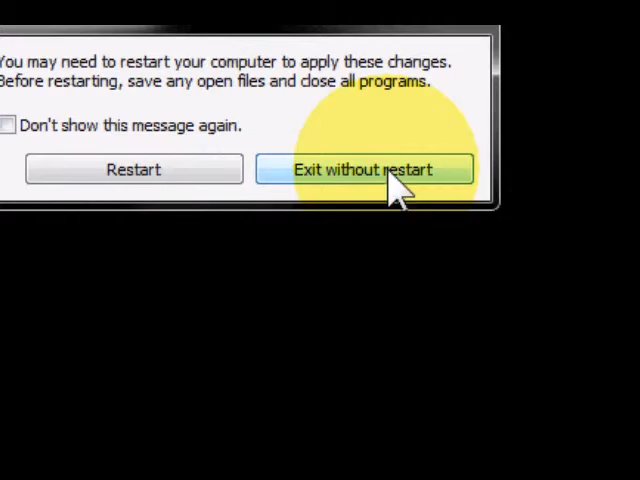 You may need to restart your computer to apply these changes.
Before restarting, save any open files and close all programs.
Don't show this message again.
Restart
Exit without restart